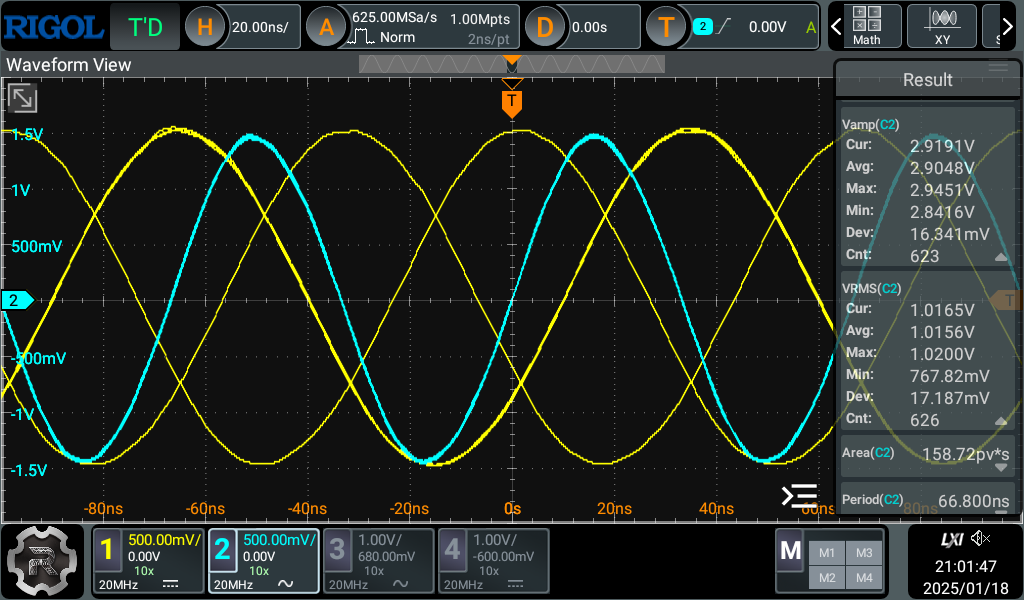 RIGOL T'D H 20.00ns/ A 625.00MSa/s 1.00Mpts D 0.00s T 2 0.00V A Math XY
Norm 2ns/pt
Waveform View
Result
T
1.5V
1V
500mV
2
-500mV
-1V
-1.5V
-80ns -60ns -40ns -20ns 0s 20ns 40ns 60ns 80ns
Vamp(C2)
Cur: 2.9191V
Avg: 2.9048V
Max: 2.9451V
Min: 2.8416V
Dev: 16.341mV
Cnt: 623
VRMS(C2)
Cur: 1.0165V
Avg: 1.0156V
Max: 1.0200V
Min: 767.82mV
Dev: 17.187mV
Cnt: 626
T
Area(C2) 158.72pv*s
Period(C2) 66.800ns
1 500.00mV/
0.00V
10x
20MHz
2 500.00mV/
0.00V
10x
20MHz
3 1.00V/
680.00mV
10x
20MHz
4 1.00V/
-600.00mV
10x
20MHz
M M1 M3
M2 M4
LXI
21:01:47
2025/01/18
R